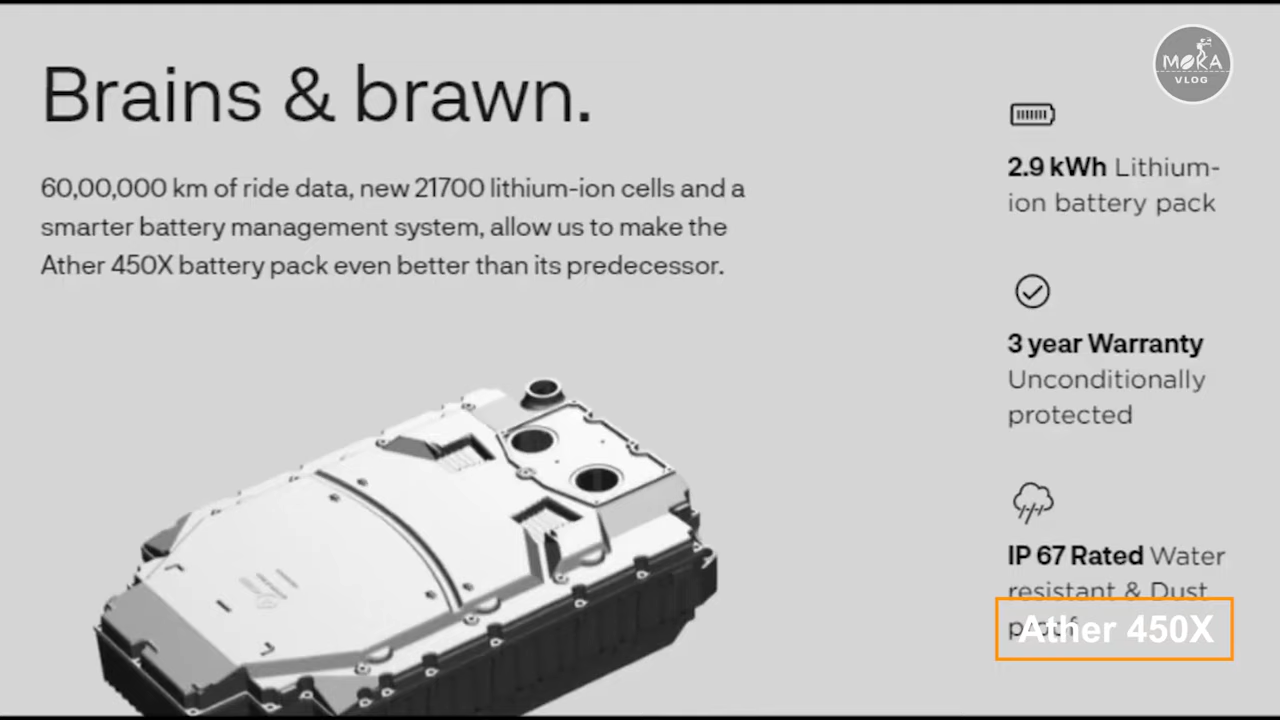 Brains & brawn.
60,00,000 km of ride data, new 21700 lithium-ion cells and a
smarter battery management system, allow us to make the
Ather 450X battery pack even better than its predecessor.
MOKA
VLOG
2.9 kWh Lithium-
ion battery pack
3 year Warranty
Unconditionally
protected
IP 67 Rated Water
resistant & Dust
proof
Ather 450X